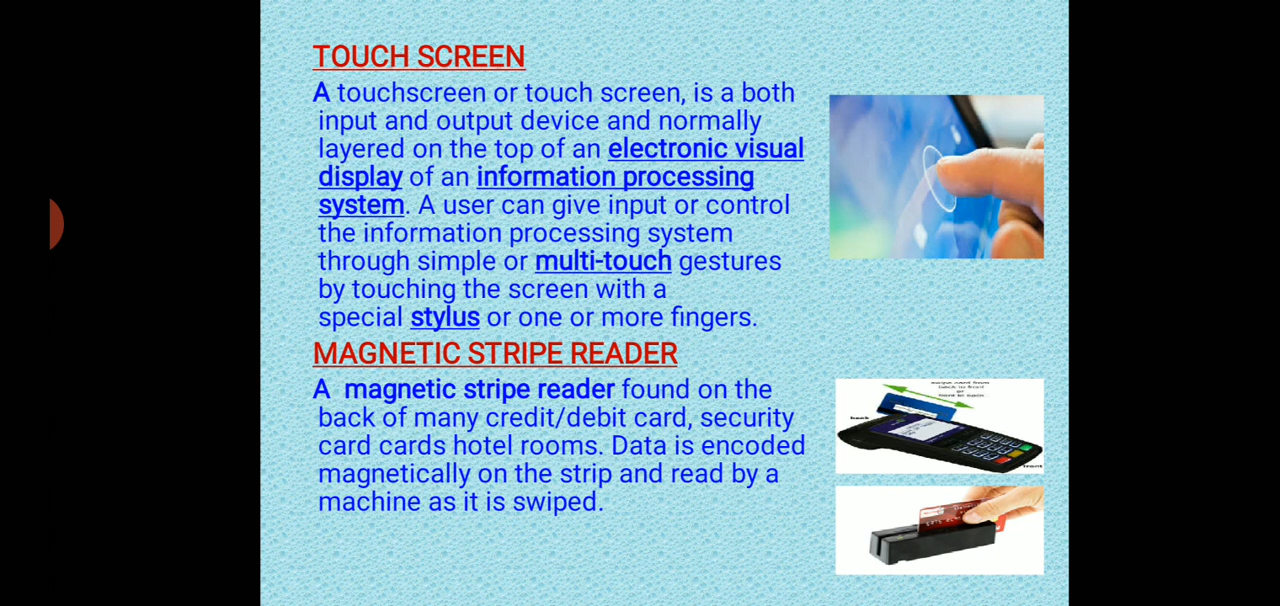 TOUCH SCREEN
A touchscreen or touch screen, is a both
input and output device and normally
layered on the top of an electronic visual
display of an information processing
system. A user can give input or control
the information processing system
through simple or multi-touch gestures
by touching the screen with a
special stylus or one or more fingers.
MAGNETIC STRIPE READER
A magnetic stripe reader found on the
back of many credit/debit card, security
card cards hotel rooms. Data is encoded
magnetically on the strip and read by a
machine as it is swiped.
back
front